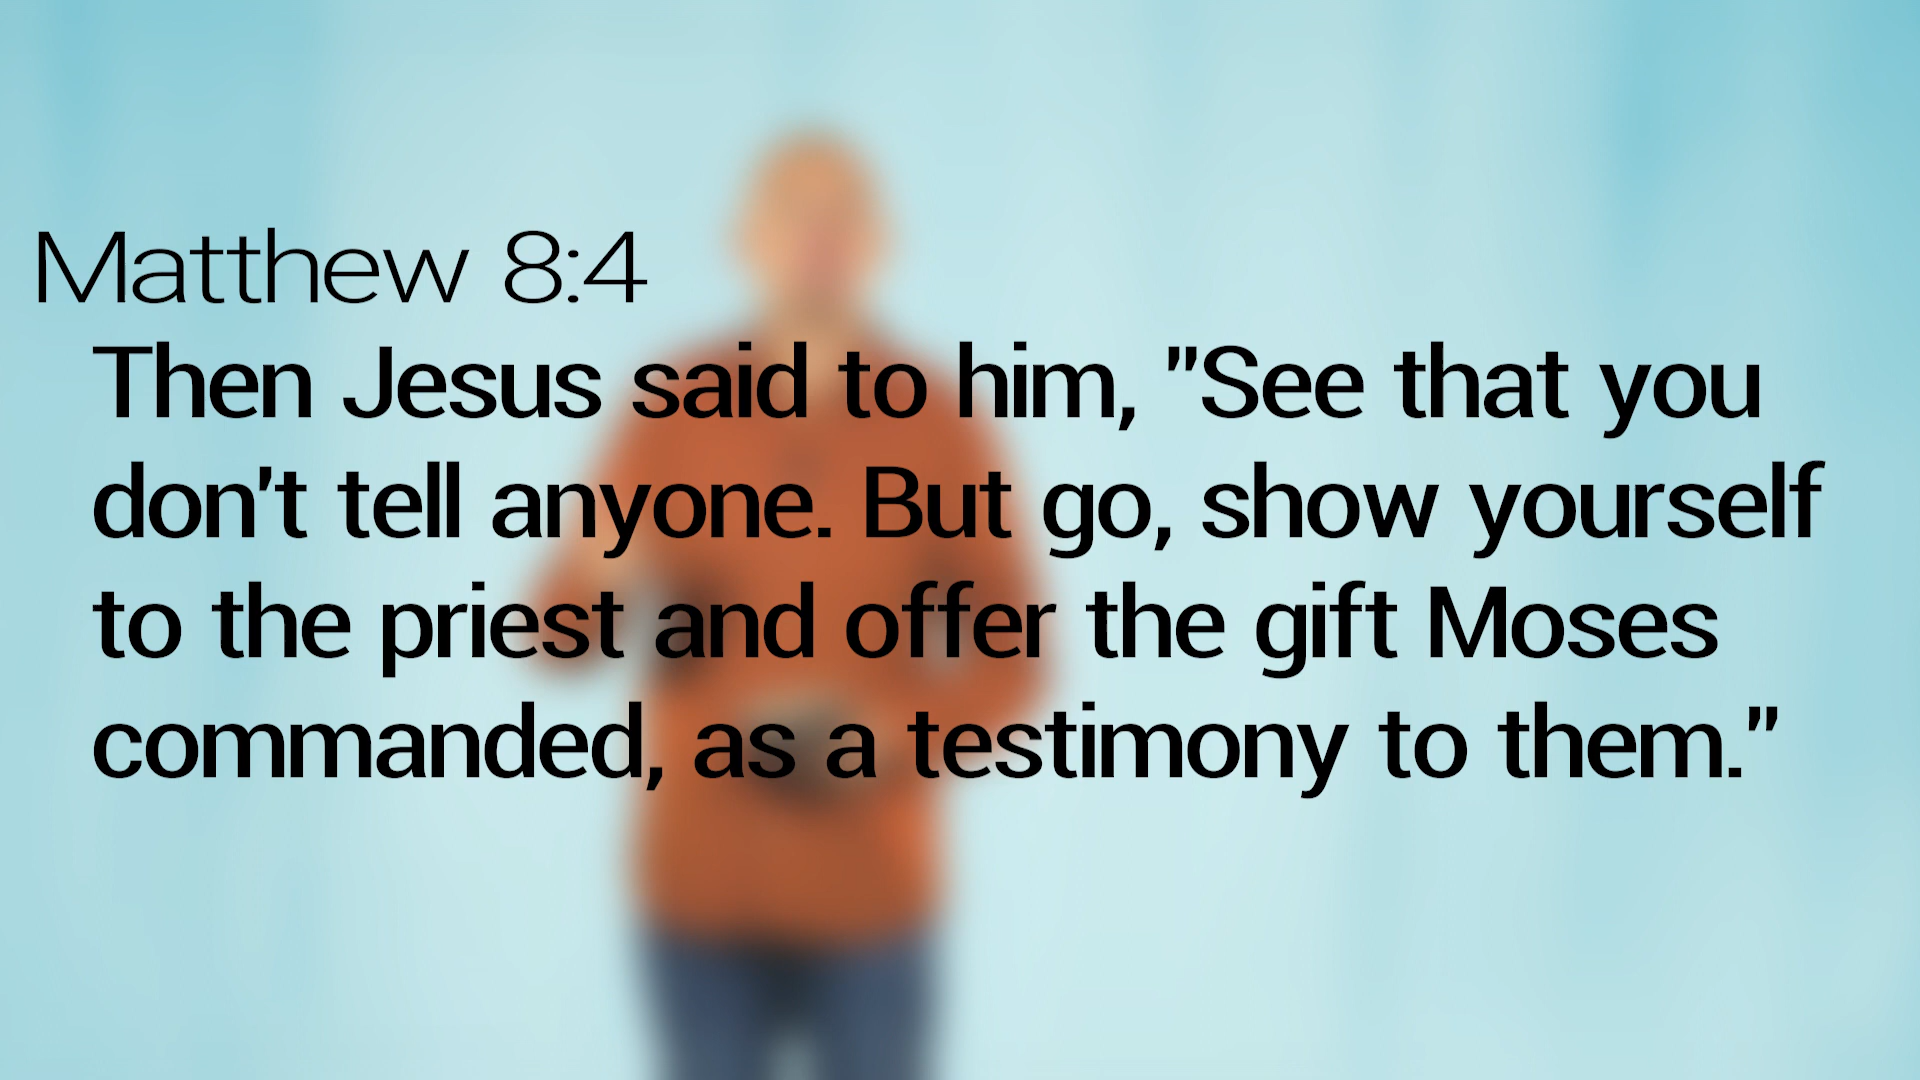 Matthew 8:4
Then Jesus said to him, "See that you
don't tell anyone. But go, show yourself
to the priest and offer the gift Moses
commanded, as a testimony to them."